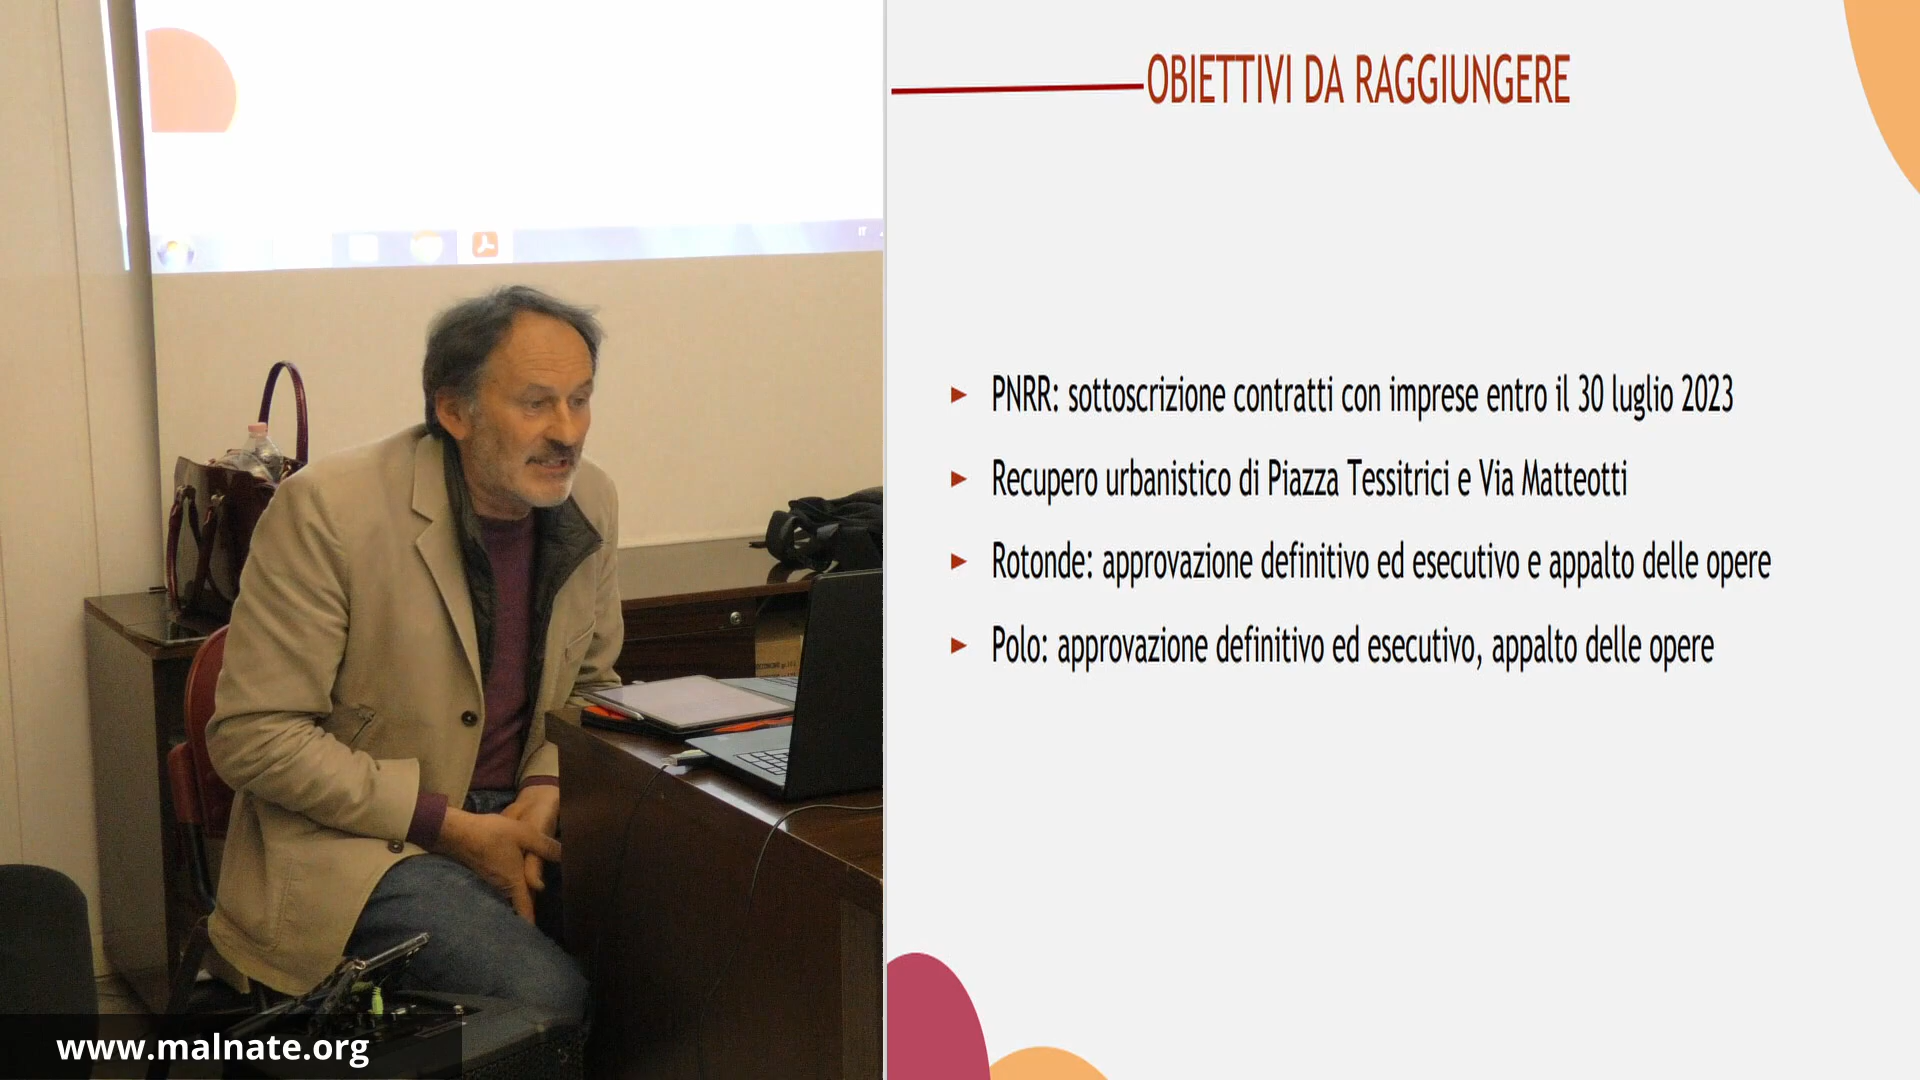 OBIETTIVI DA RAGGIUNGERE
PNRR: sottoscrizione contratti con imprese entro il 30 luglio 2023
Recupero urbanistico di Piazza Tessitrici e Via Matteotti
Rotonde: approvazione definitivo ed esecutivo e appalto delle opere
Polo: approvazione definitivo ed esecutivo, appalto delle opere
IT
www.malnate.org